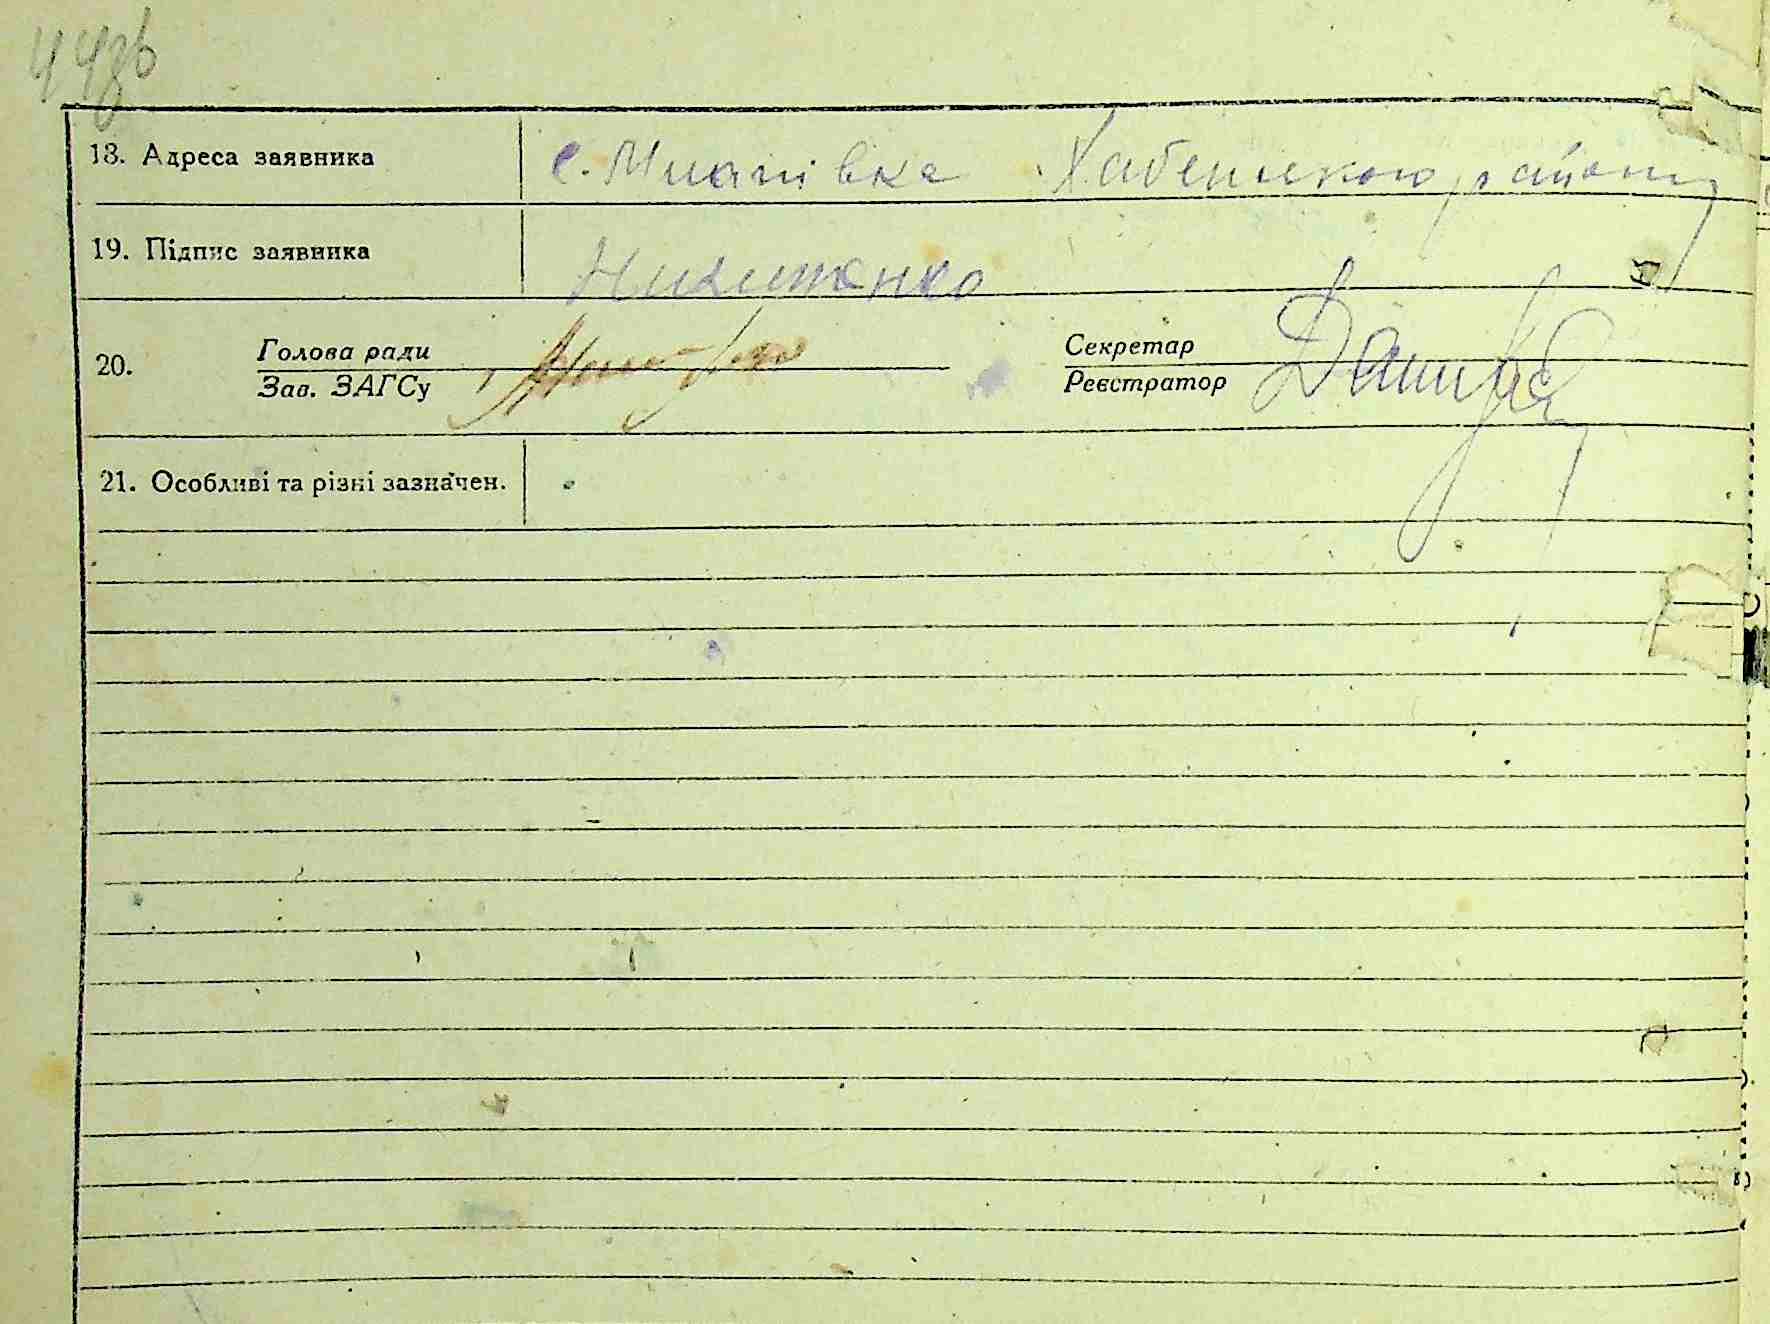 44зв
18. Адреса заявника с. Хабенського району
19. Підпис заявника Никитенко
20. Голова ради Секретар
Зав. ЗАГСу Реєстратор
21. Особливі та різні зазначен.